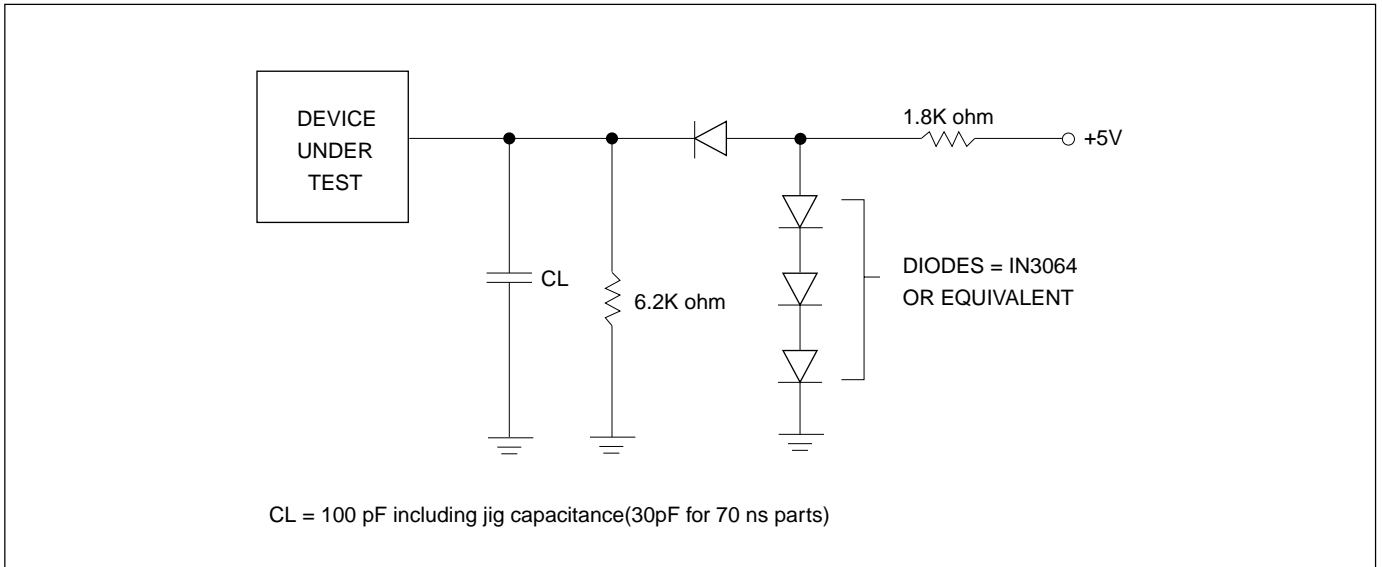 DEVICE
UNDER
TEST
1.8K ohm
+5V
CL
6.2K ohm
DIODES = IN3064
OR EQUIVALENT
CL = 100 pF including jig capacitance(30pF for 70 ns parts)